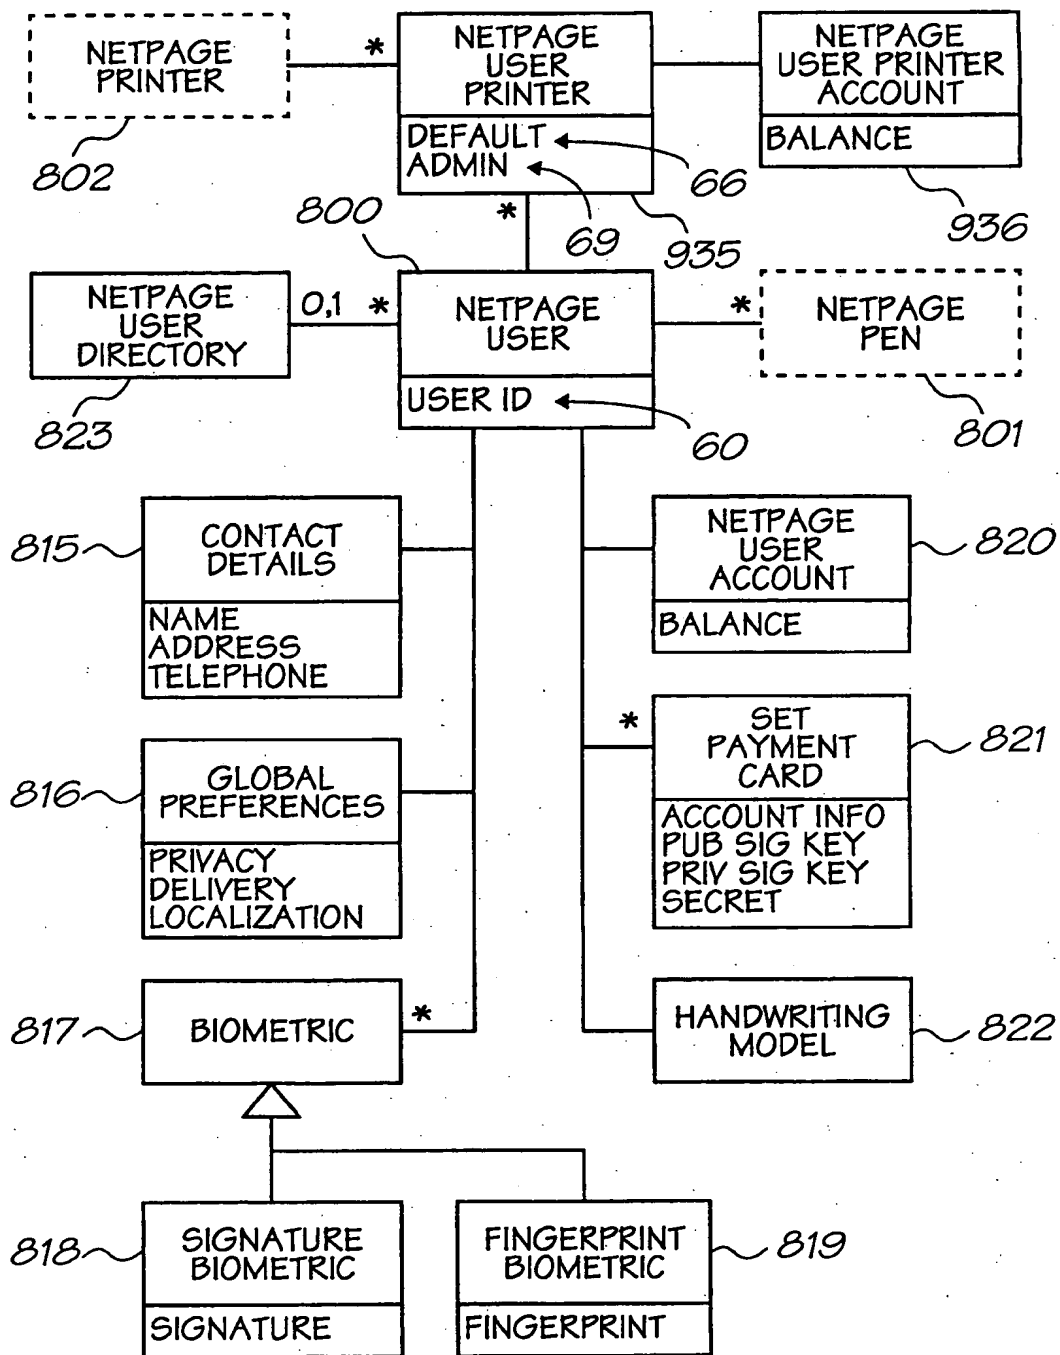 NETPAGE
PRINTER
802
*
NETPAGE
USER
PRINTER
DEFAULT
ADMIN
66
69
935
NETPAGE
USER PRINTER
ACCOUNT
BALANCE
936
*
800
NETPAGE
USER
DIRECTORY
823
0,1
*
NETPAGE
USER
USER ID
60
*
NETPAGE
PEN
801
815
CONTACT
DETAILS
NAME
ADDRESS
TELEPHONE
NETPAGE
USER
ACCOUNT
BALANCE
820
816
GLOBAL
PREFERENCES
PRIVACY
DELIVERY
LOCALIZATION
*
SET
PAYMENT
CARD
ACCOUNT INFO
PUB SIG KEY
PRIV SIG KEY
SECRET
821
817
BIOMETRIC
*
HANDWRITING
MODEL
822
818
SIGNATURE
BIOMETRIC
SIGNATURE
FINGERPRINT
BIOMETRIC
FINGERPRINT
819